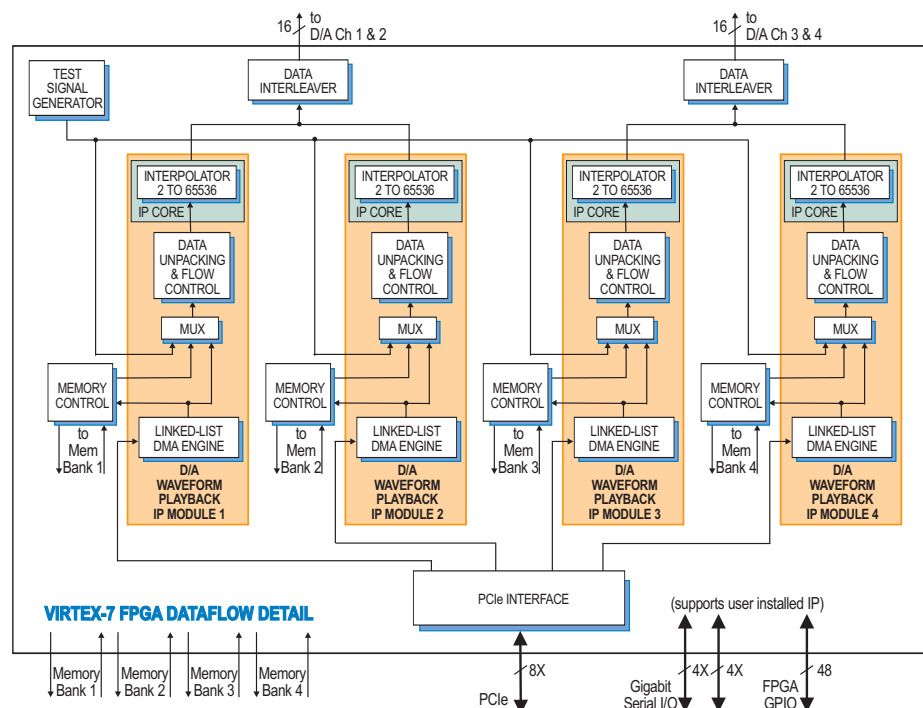 16
to
D/A Ch 1 & 2
16
to
D/A Ch 3 & 4
TEST
SIGNAL
GENERATOR
DATA
INTERLEAVER
DATA
INTERLEAVER
INTERPOLATOR
2 TO 65536
IP CORE
INTERPOLATOR
2 TO 65536
IP CORE
INTERPOLATOR
2 TO 65536
IP CORE
INTERPOLATOR
2 TO 65536
IP CORE
DATA
UNPACKING
& FLOW
CONTROL
DATA
UNPACKING
& FLOW
CONTROL
DATA
UNPACKING
& FLOW
CONTROL
DATA
UNPACKING
& FLOW
CONTROL
MUX
MUX
MUX
MUX
MEMORY
CONTROL
MEMORY
CONTROL
MEMORY
CONTROL
MEMORY
CONTROL
to
Mem
Bank 1
to
Mem
Bank 2
to
Mem
Bank 3
to
Mem
Bank 4
LINKED-LIST
DMA ENGINE
LINKED-LIST
DMA ENGINE
LINKED-LIST
DMA ENGINE
LINKED-LIST
DMA ENGINE
D/A
WAVEFORM
PLAYBACK
IP MODULE 1
D/A
WAVEFORM
PLAYBACK
IP MODULE 2
D/A
WAVEFORM
PLAYBACK
IP MODULE 3
D/A
WAVEFORM
PLAYBACK
IP MODULE 4
PCIe INTERFACE
VIRTEX-7 FPGA DATAFLOW DETAIL
(supports user installed IP)
Memory
Bank 1
Memory
Bank 2
Memory
Bank 3
Memory
Bank 4
8X
PCIe
4X
4X
Gigabit
Serial I/O
48
FPGA
GPIO